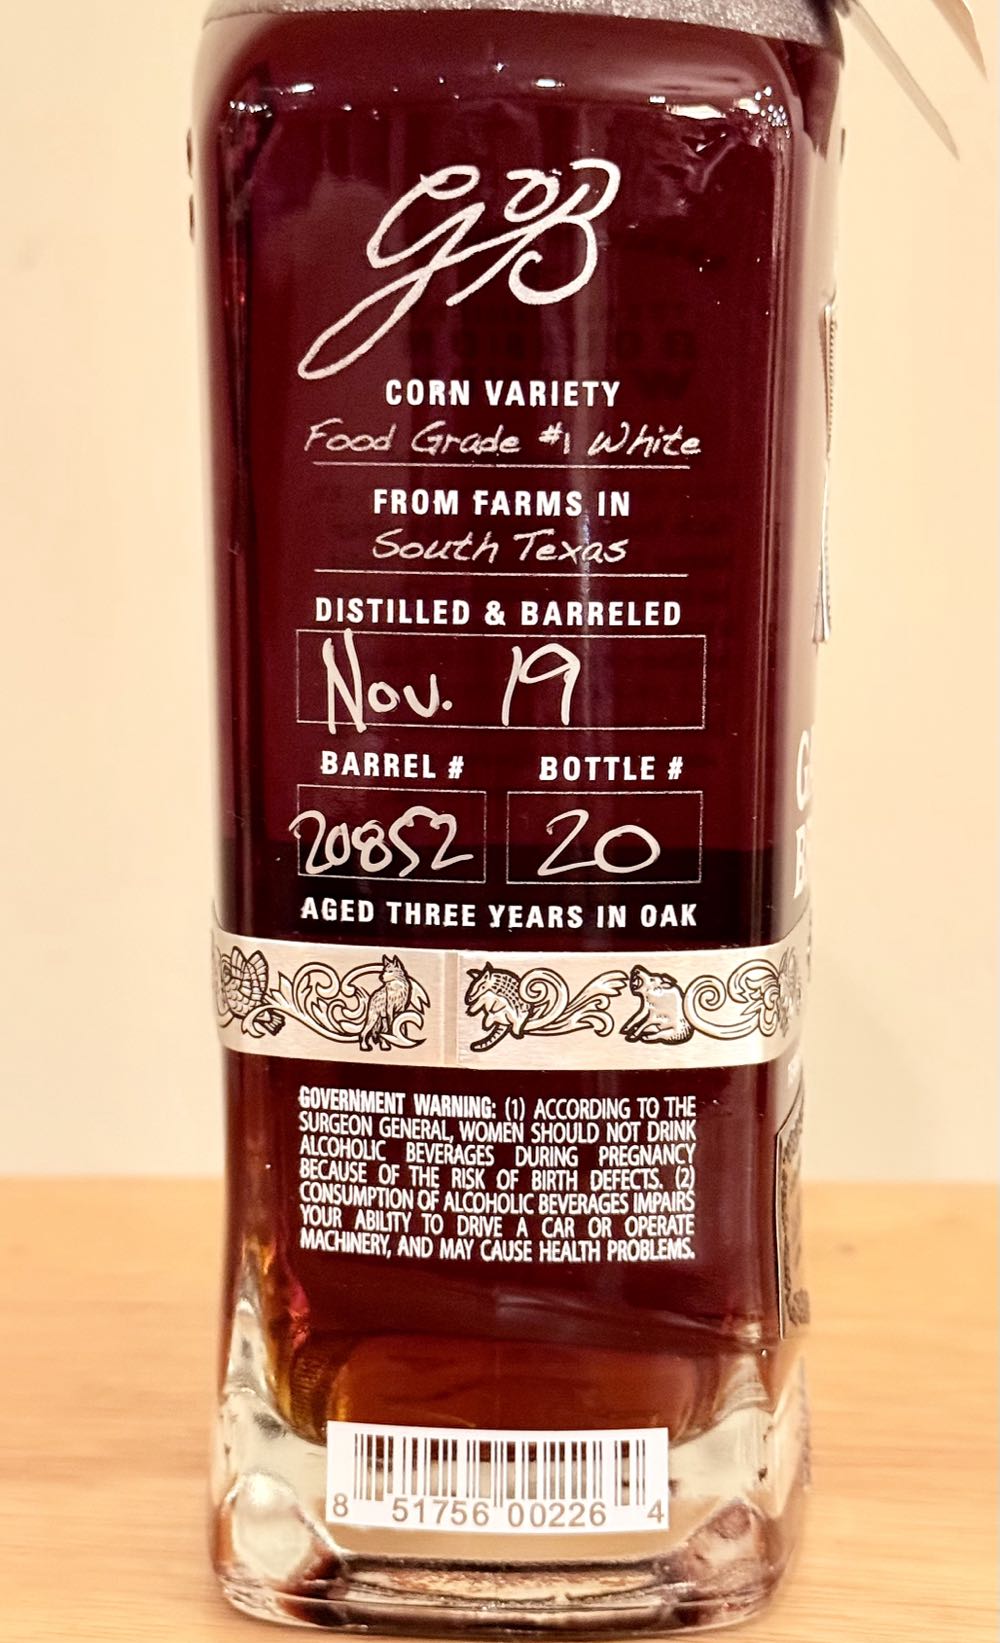 GB
CORN VARIETY
Food Grade #1 White
FROM FARMS IN
South Texas
DISTILLED & BARRELED
Nov. 19
BARREL # BOTTLE #
20852 20
AGED THREE YEARS IN OAK
GOVERNMENT WARNING: (1) ACCORDING TO THE
SURGEON GENERAL, WOMEN SHOULD NOT DRINK
ALCOHOLIC BEVERAGES DURING PREGNANCY
BECAUSE OF THE RISK OF BIRTH DEFECTS. (2)
CONSUMPTION OF ALCOHOLIC BEVERAGES IMPAIRS
YOUR ABILITY TO DRIVE A CAR OR OPERATE
MACHINERY, AND MAY CAUSE HEALTH PROBLEMS.
8 51756 00226 4